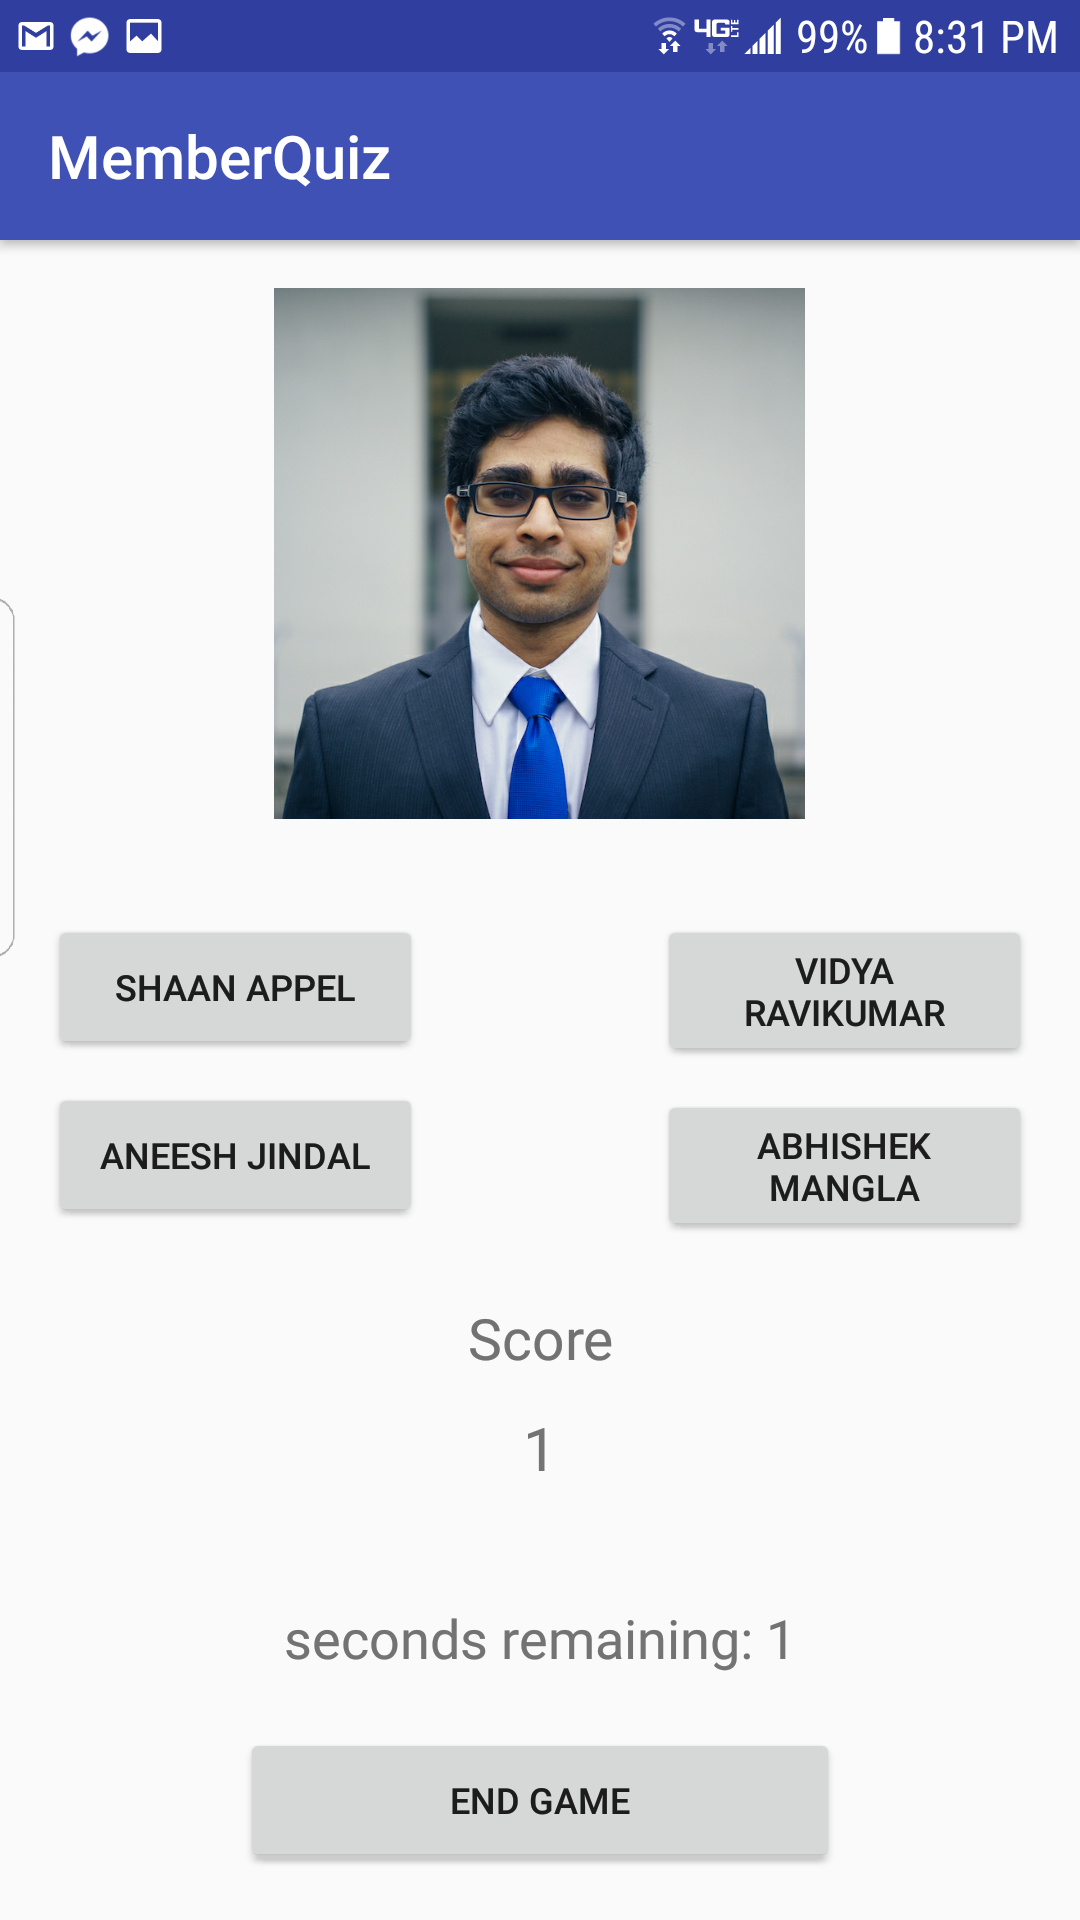 4G LTE 99% 8:31 PM
MemberQuiz
SHAAN APPEL
VIDYA
RAVIKUMAR
ANEESH JINDAL
ABHISHEK
MANGLA
Score
1
seconds remaining: 1
END GAME